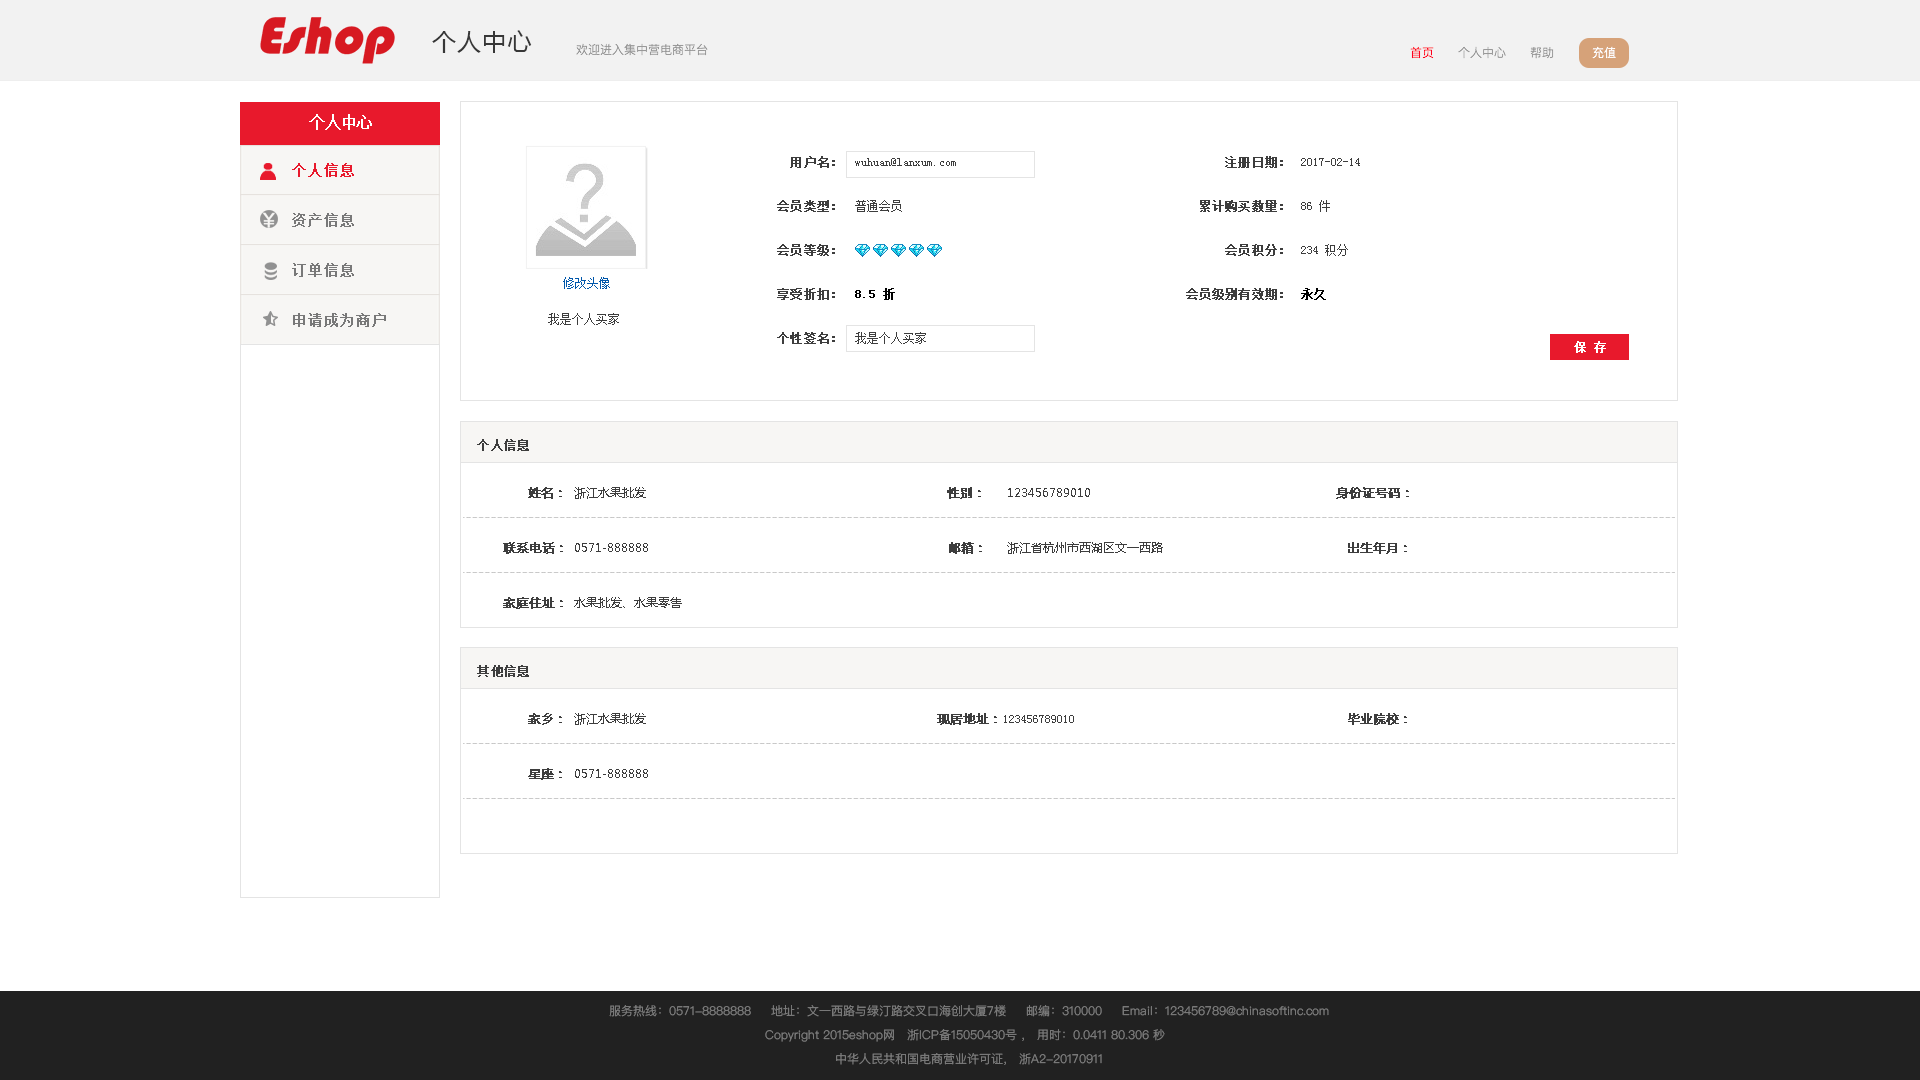 Eshop 个人中心 欢迎进入集中营电商平台 首页 个人中心 帮助 充值
个人中心
个人信息
资产信息
订单信息
申请成为商户
修改头像
我是个人买家
用户名： wuhuan@lanxum.com 注册日期： 2017-02-14
会员类型： 普通会员 累计购买数量： 86 件
会员等级： 会员积分： 234 积分
享受折扣： 8.5 折 会员级别有效期： 永久
个性签名： 我是个人买家
保 存
个人信息
姓名： 浙江水果批发 性别： 123456789010 身份证号码：
联系电话： 0571-888888 邮箱： 浙江省杭州市西湖区文一西路 出生年月：
家庭住址： 水果批发、水果零售
其他信息
家乡： 浙江水果批发 现居地址：123456789010 毕业院校：
星座： 0571-888888
服务热线：0571-8888888 地址：文一西路与绿汀路交叉口海创大厦7楼 邮编：310000 Email：123456789@chinasoftinc.com
Copyright 2015eshop网 浙ICP备15050430号 ， 用时：0.0411 80.306 秒
中华人民共和国电商营业许可证， 浙A2-20170911